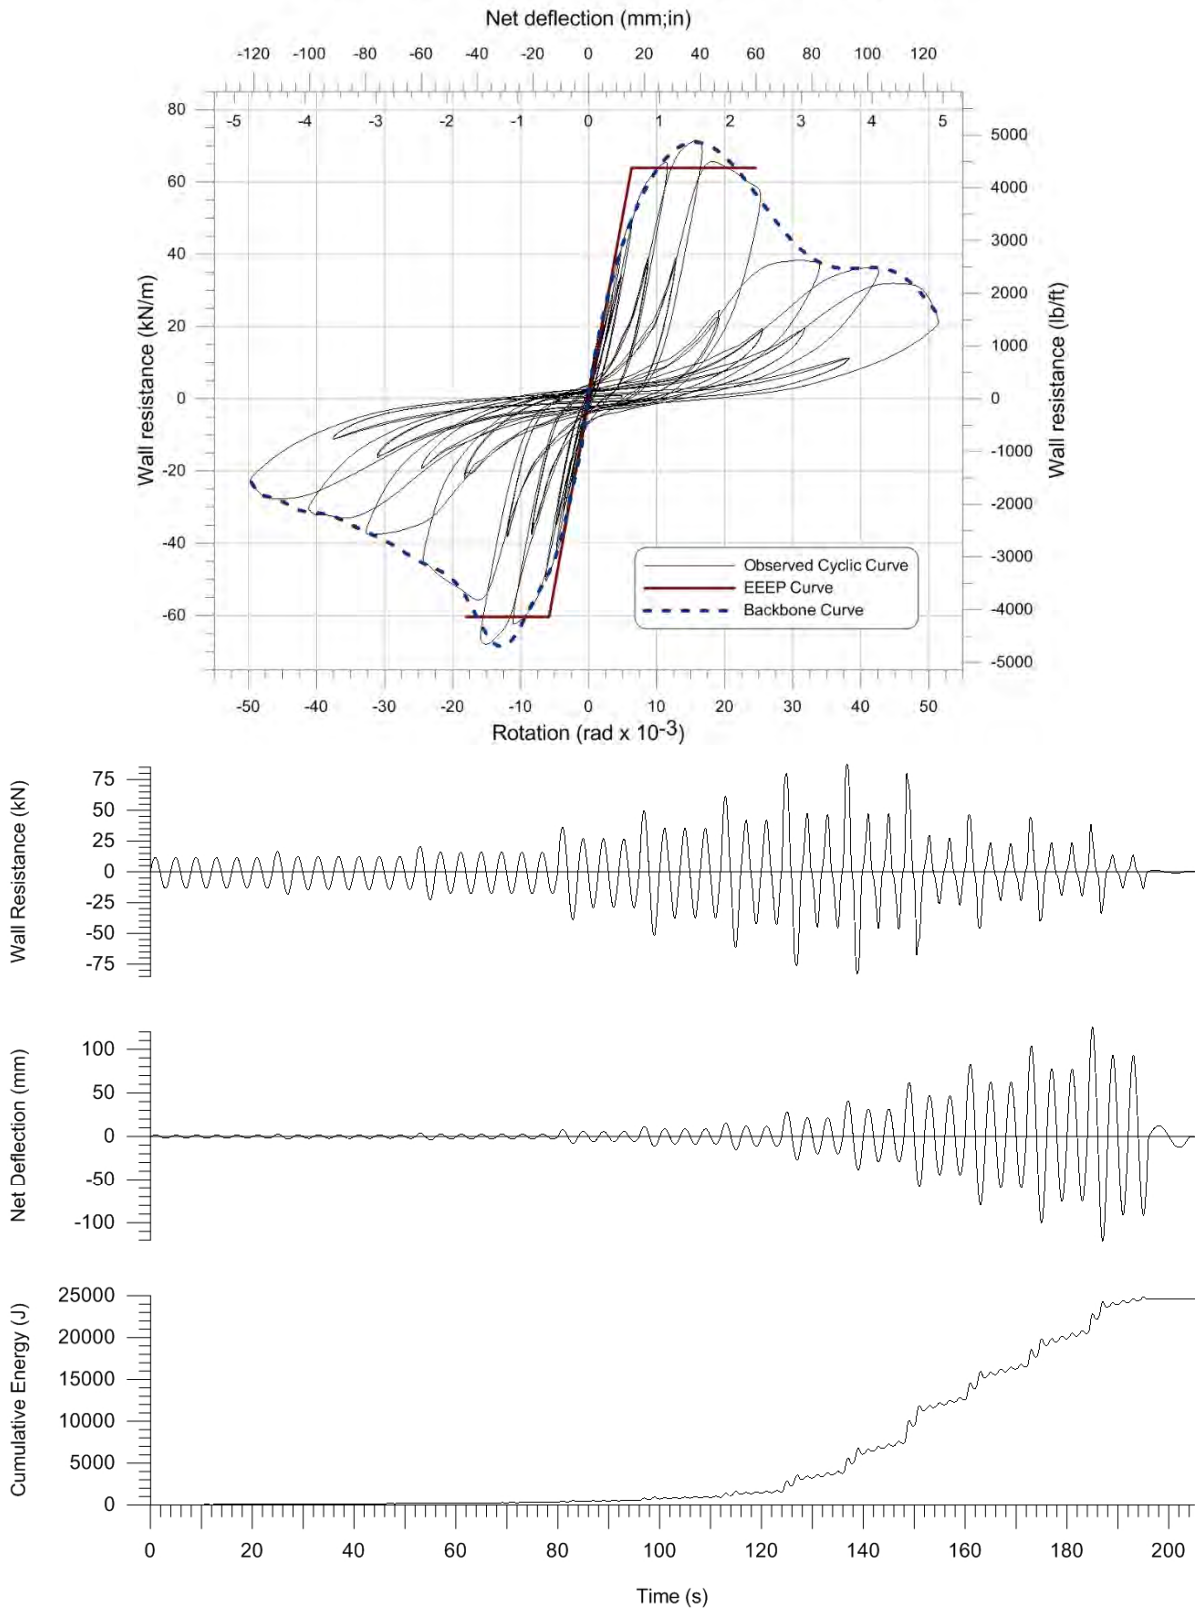 Net deflection (mm;in)
-120 -100 -80 -60 -40 -20 0 20 40 60 80 100 120
-5 -4 -3 -2 -1 0 1 2 3 4 5
Wall resistance (kN/m)
80
60
40
20
0
-20
-40
-60
Wall resistance (lb/ft)
5000
4000
3000
2000
1000
0
-1000
-2000
-3000
-4000
-5000
Observed Cyclic Curve
EEEP Curve
Backbone Curve
-50 -40 -30 -20 -10 0 10 20 30 40 50
Rotation (rad x 10-3)
Wall Resistance (kN)
75
50
25
0
-25
-50
-75
Net Deflection (mm)
100
50
0
-50
-100
Cumulative Energy (J)
25000
20000
15000
10000
5000
0
0 20 40 60 80 100 120 140 160 180 200
Time (s)